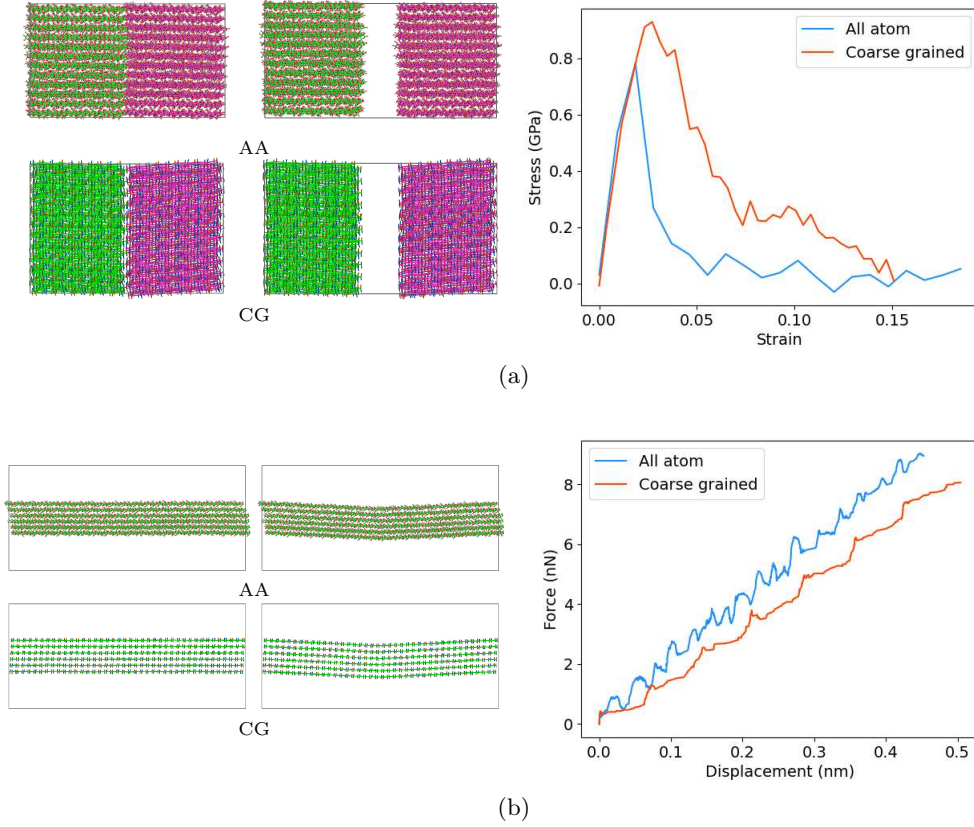 AA
CG
All atom
Coarse grained
0.8
0.6
0.4
0.2
0.0
Stress (GPa)
0.00 0.05 0.10 0.15
Strain
(a)
AA
CG
All atom
Coarse grained
8
6
4
2
0
Force (nN)
0.0 0.1 0.2 0.3 0.4 0.5
Displacement (nm)
(b)